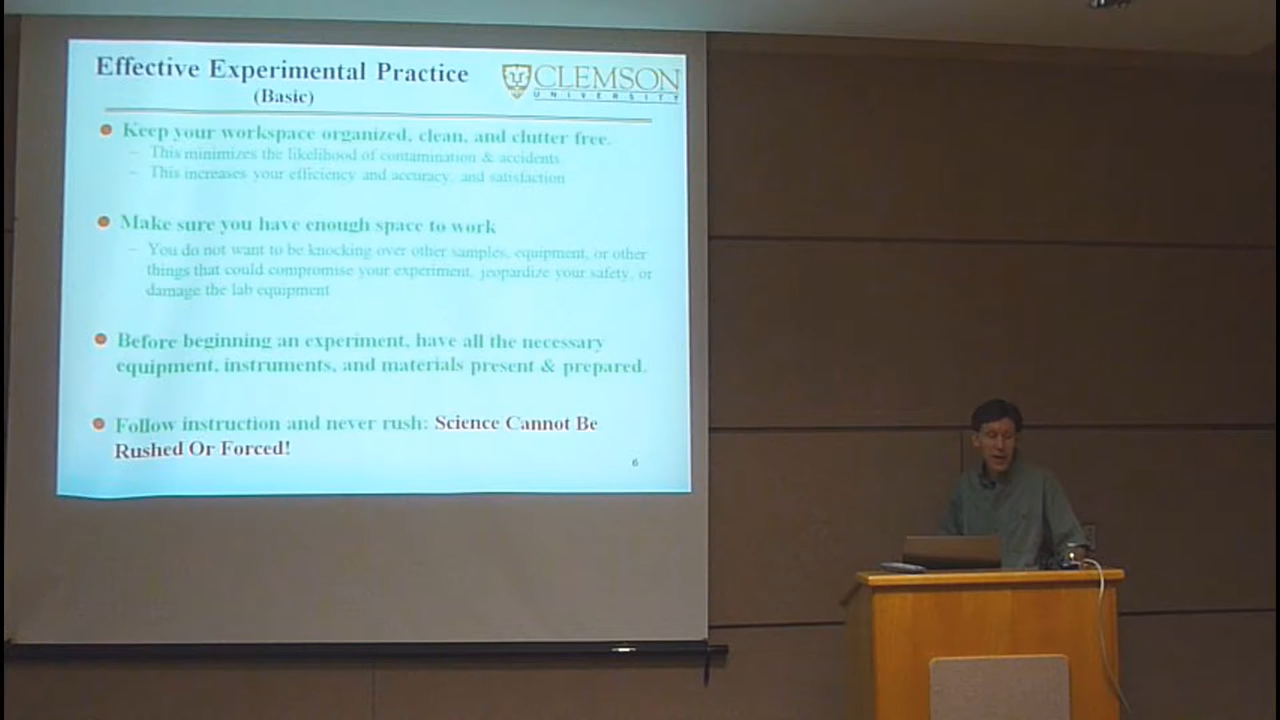 Effective Experimental Practice
(Basic)
CLEMSON
UNIVERSITY
Keep your workspace organized, clean, and clutter free.
– This minimizes the likelihood of contamination & accidents
– This increases your efficiency and accuracy, and satisfaction
Make sure you have enough space to work
– You do not want to be knocking over other samples, equipment, or other
things that could compromise your experiment, jeopardize your safety, or
damage the lab equipment
Before beginning an experiment, have all the necessary
equipment, instruments, and materials present & prepared.
Follow instruction and never rush: Science Cannot Be
Rushed Or Forced!
6